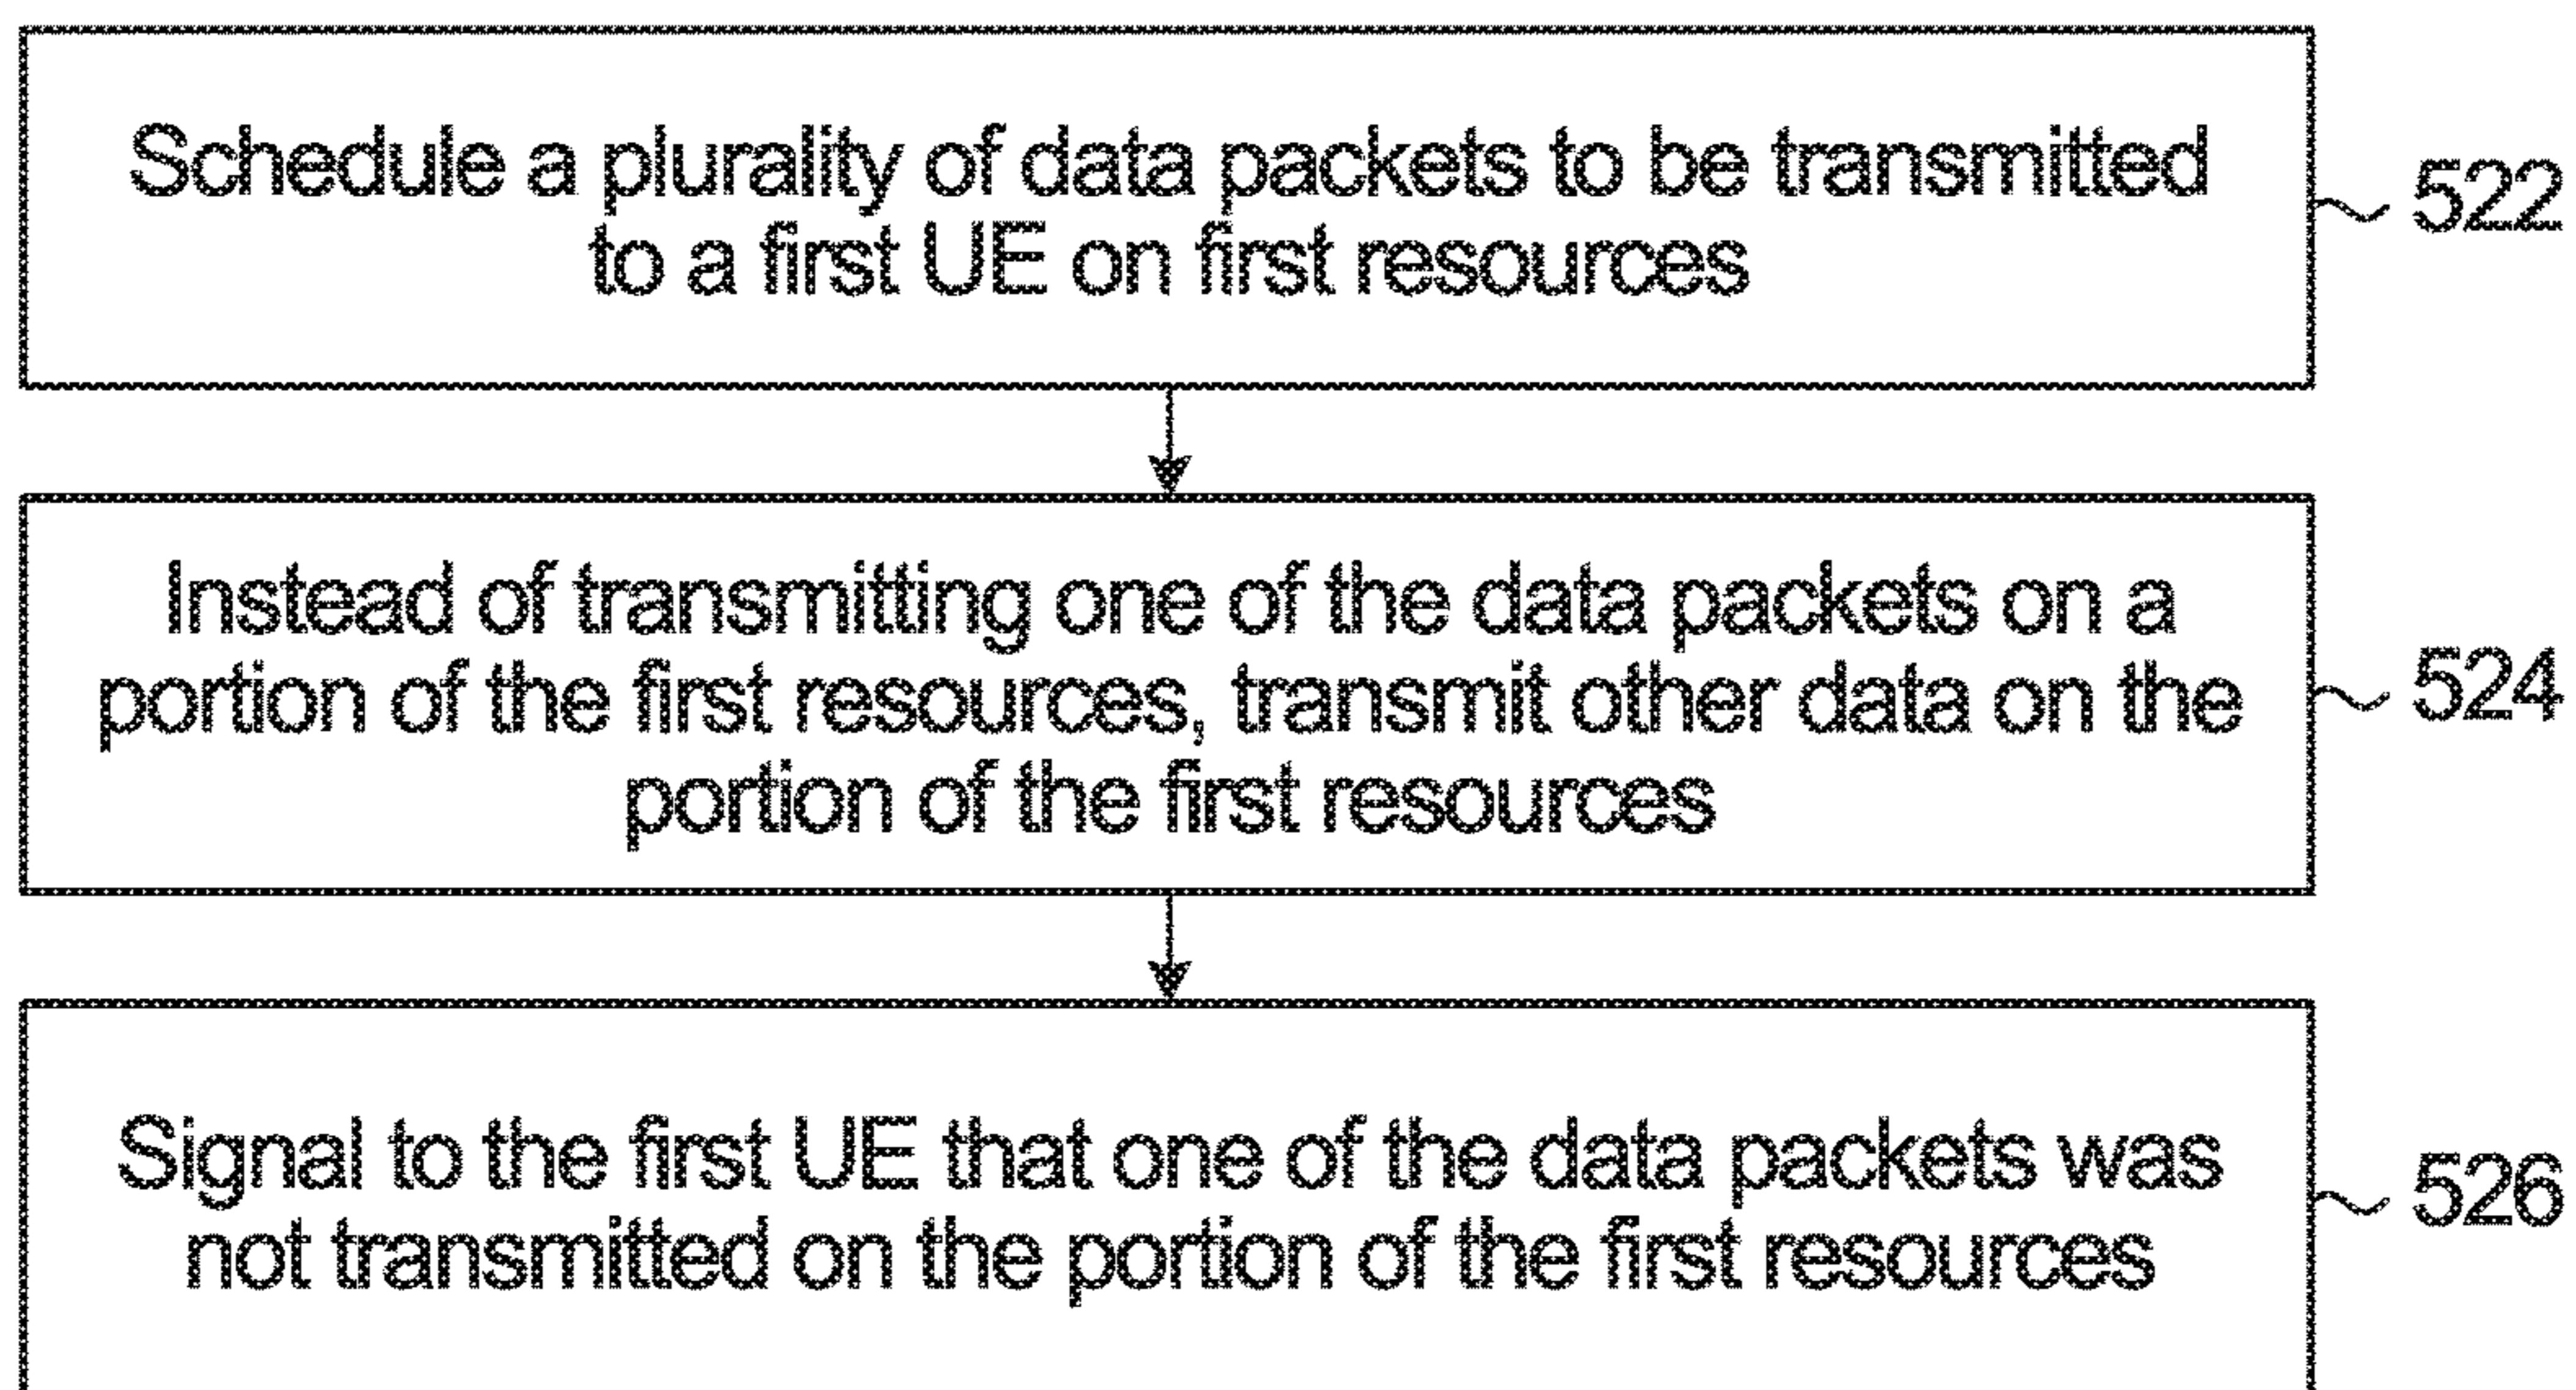 Schedule a plurality of data packets to be transmitted
to a first UE on first resources
522
Instead of transmitting one of the data packets on a
portion of the first resources, transmit other data on the
portion of the first resources
524
Signal to the first UE that one of the data packets was
not transmitted on the portion of the first resources
526